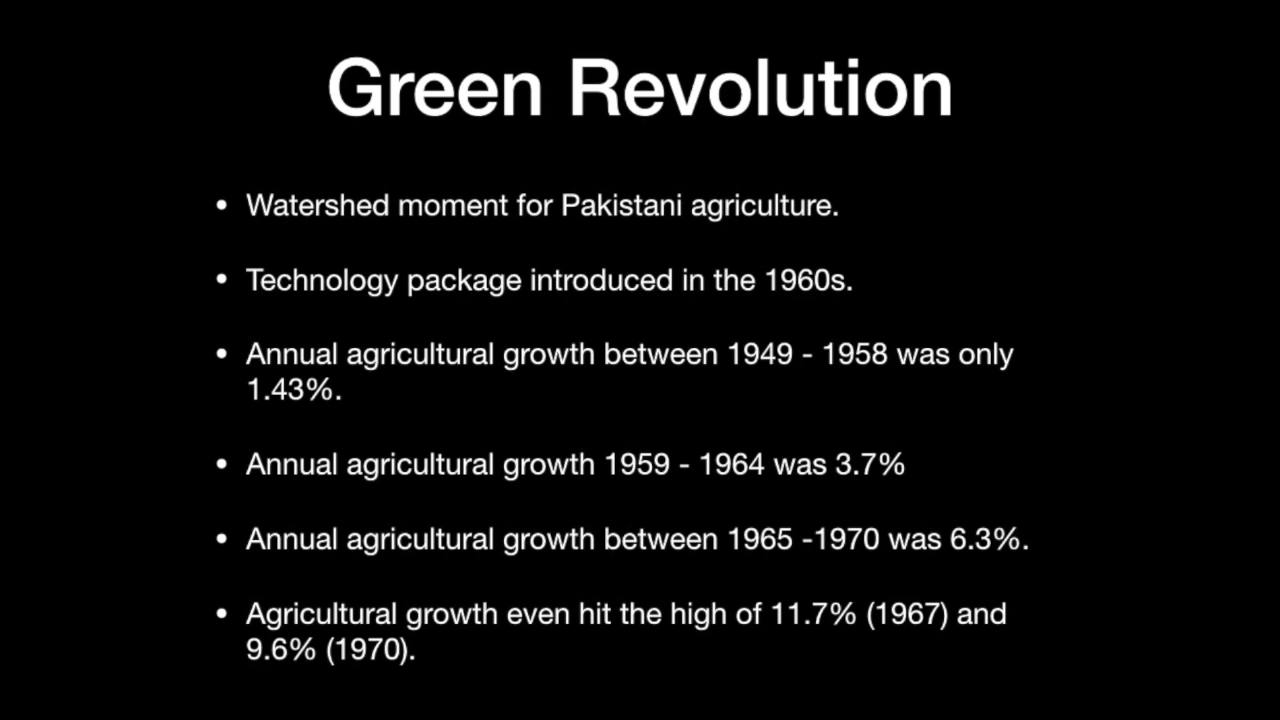 Green Revolution
• Watershed moment for Pakistani agriculture.
• Technology package introduced in the 1960s.
• Annual agricultural growth between 1949 - 1958 was only
1.43%.
• Annual agricultural growth 1959 - 1964 was 3.7%
• Annual agricultural growth between 1965 -1970 was 6.3%.
• Agricultural growth even hit the high of 11.7% (1967) and
9.6% (1970).